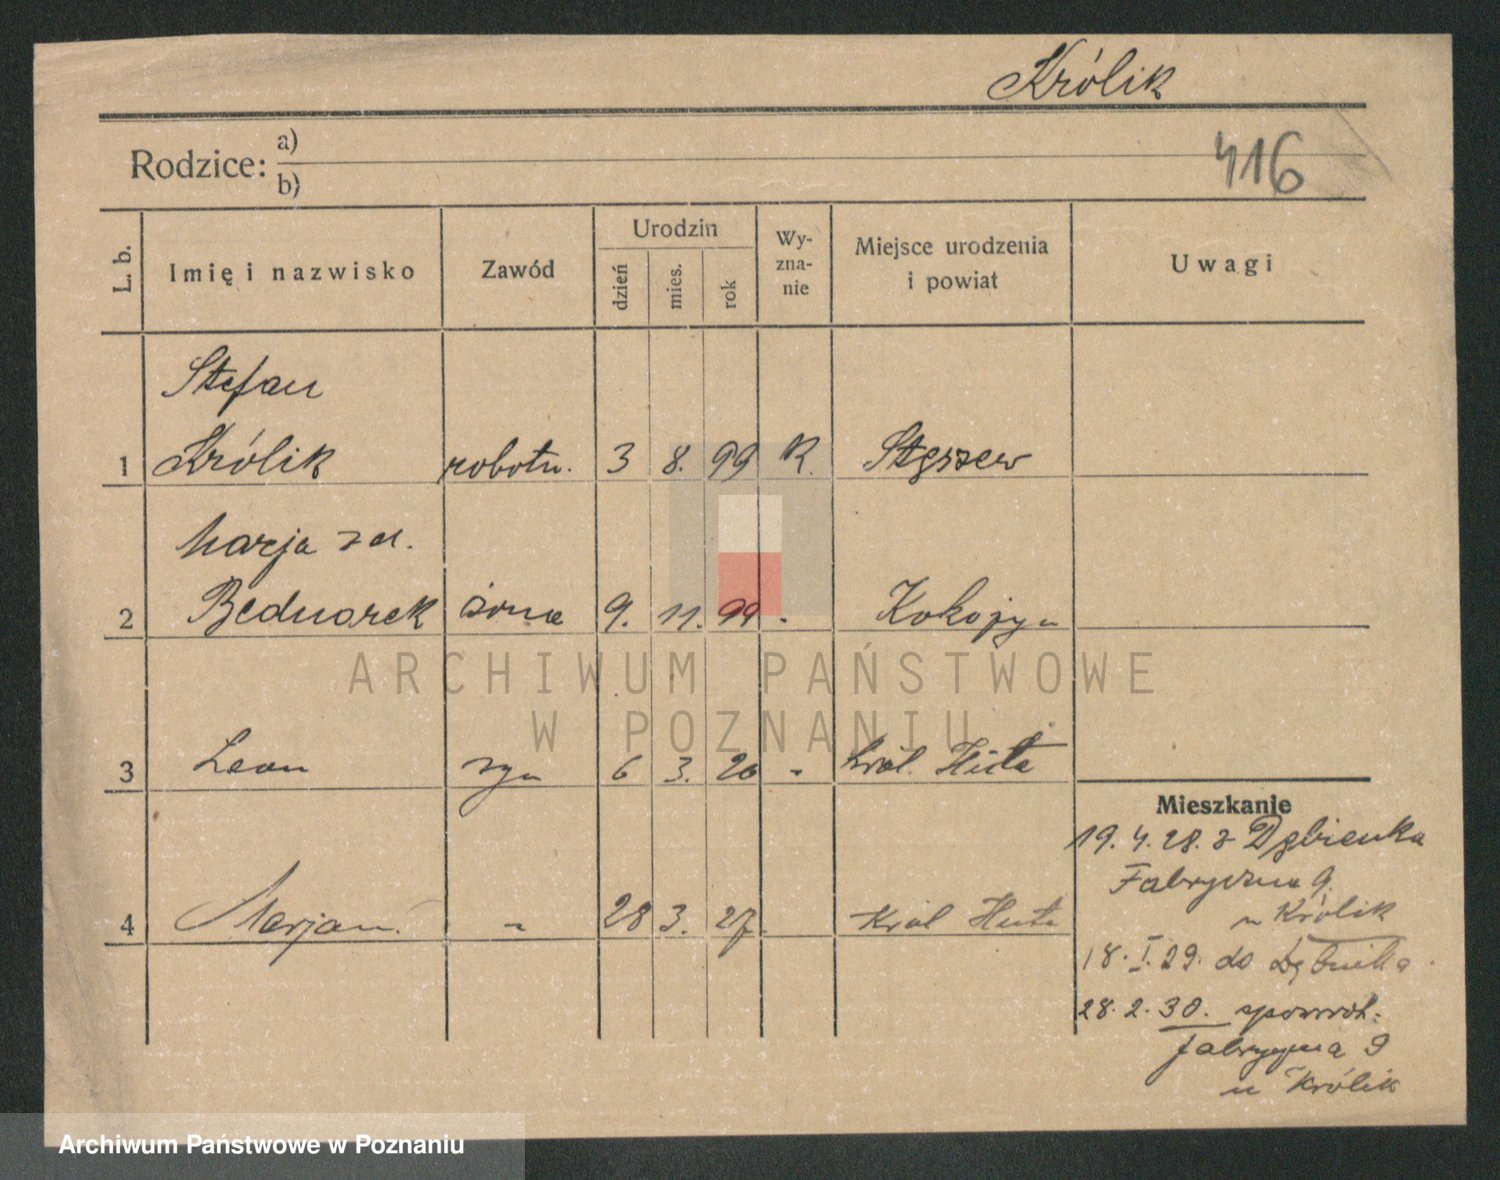 Królik
416
Rodzice: a)
b)
L. b. Imię i nazwisko Zawód Urodzin dzień mies. rok Wy-zna-nie Miejsce urodzenia i powiat Uwagi
Stefan
1 Królik robotn. 3 8. 99 R. Stęszew
Marja z d.
2 Bednarek żona 9. 11. 99 -
3 Leon syn 6 3. 20 - Król. Huta
4 Marjan. " 28 3. 27. Król Huta
Mieszkanie
19. 4. 28. z Dębienka
Fabryczna 9.
u Królik
18. I. 29. do
28. 2. 30. spowrot.
fabryczna 9
u Królik
ARCHIWUM PAŃSTWOWE
W POZNANIU
Archiwum Państwowe w Poznaniu